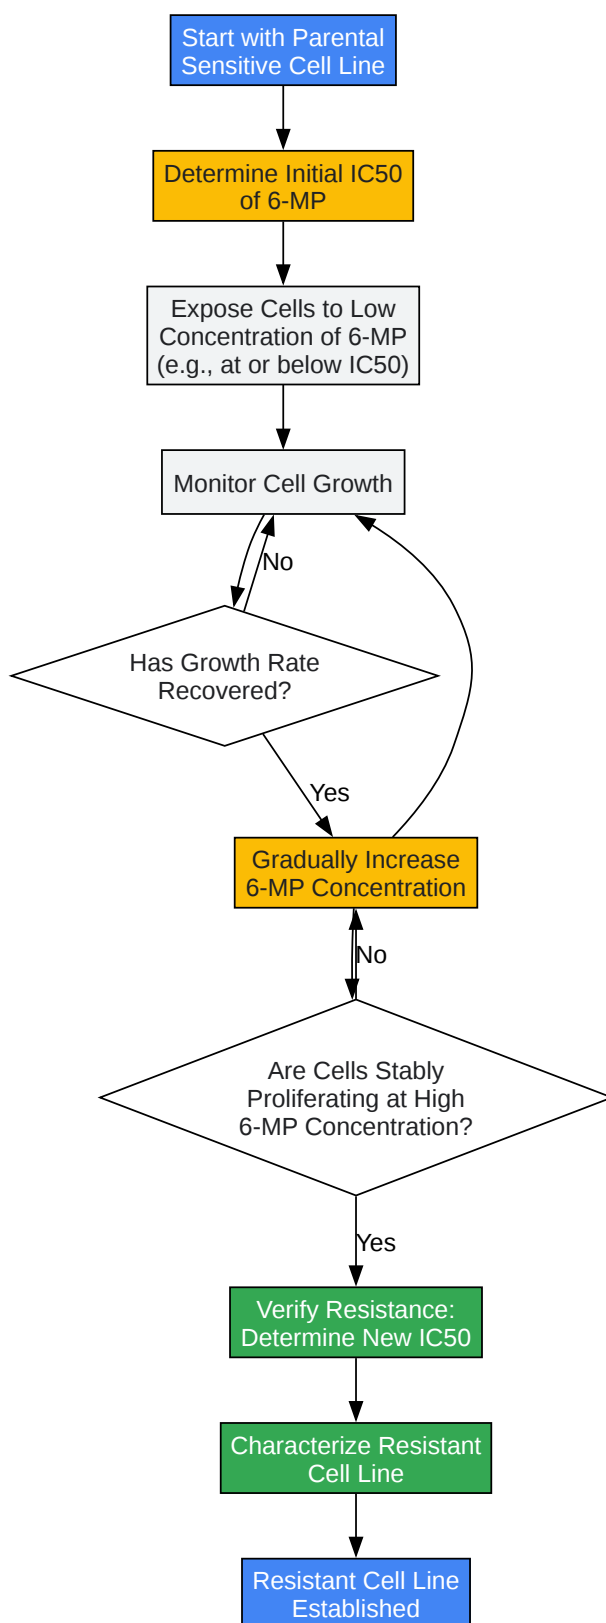 Start with Parental
Sensitive Cell Line
Determine Initial IC50
of 6-MP
Expose Cells to Low
Concentration of 6-MP
(e.g., at or below IC50)
Monitor Cell Growth
No
Has Growth Rate
Recovered?
Yes
Gradually Increase
6-MP Concentration
No
Are Cells Stably
Proliferating at High
6-MP Concentration?
Yes
Verify Resistance:
Determine New IC50
Characterize Resistant
Cell Line
Resistant Cell Line
Established